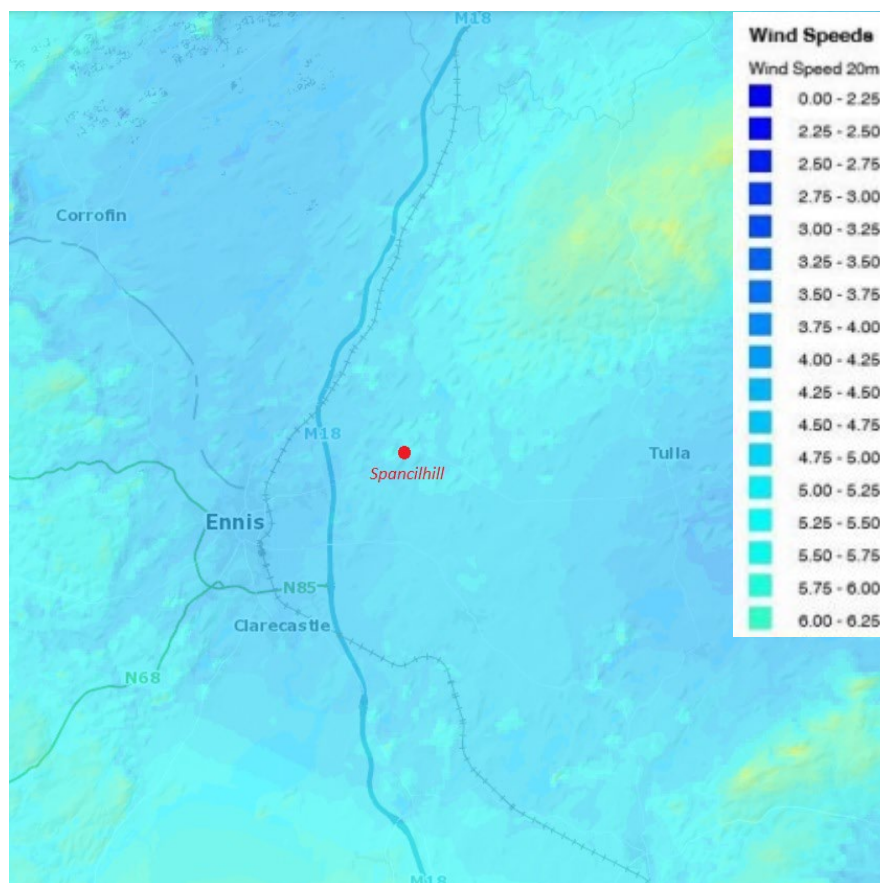 M18
Corrofin
M18
Spancilhill
Tulla
Ennis
N85
Clarecastle
N68
M18
Wind Speeds
Wind Speed 20m
0.00 - 2.25
2.25 - 2.50
2.50 - 2.75
2.75 - 3.00
3.00 - 3.25
3.25 - 3.50
3.50 - 3.75
3.75 - 4.00
4.00 - 4.25
4.25 - 4.50
4.50 - 4.75
4.75 - 5.00
5.00 - 5.25
5.25 - 5.50
5.50 - 5.75
5.75 - 6.00
6.00 - 6.25